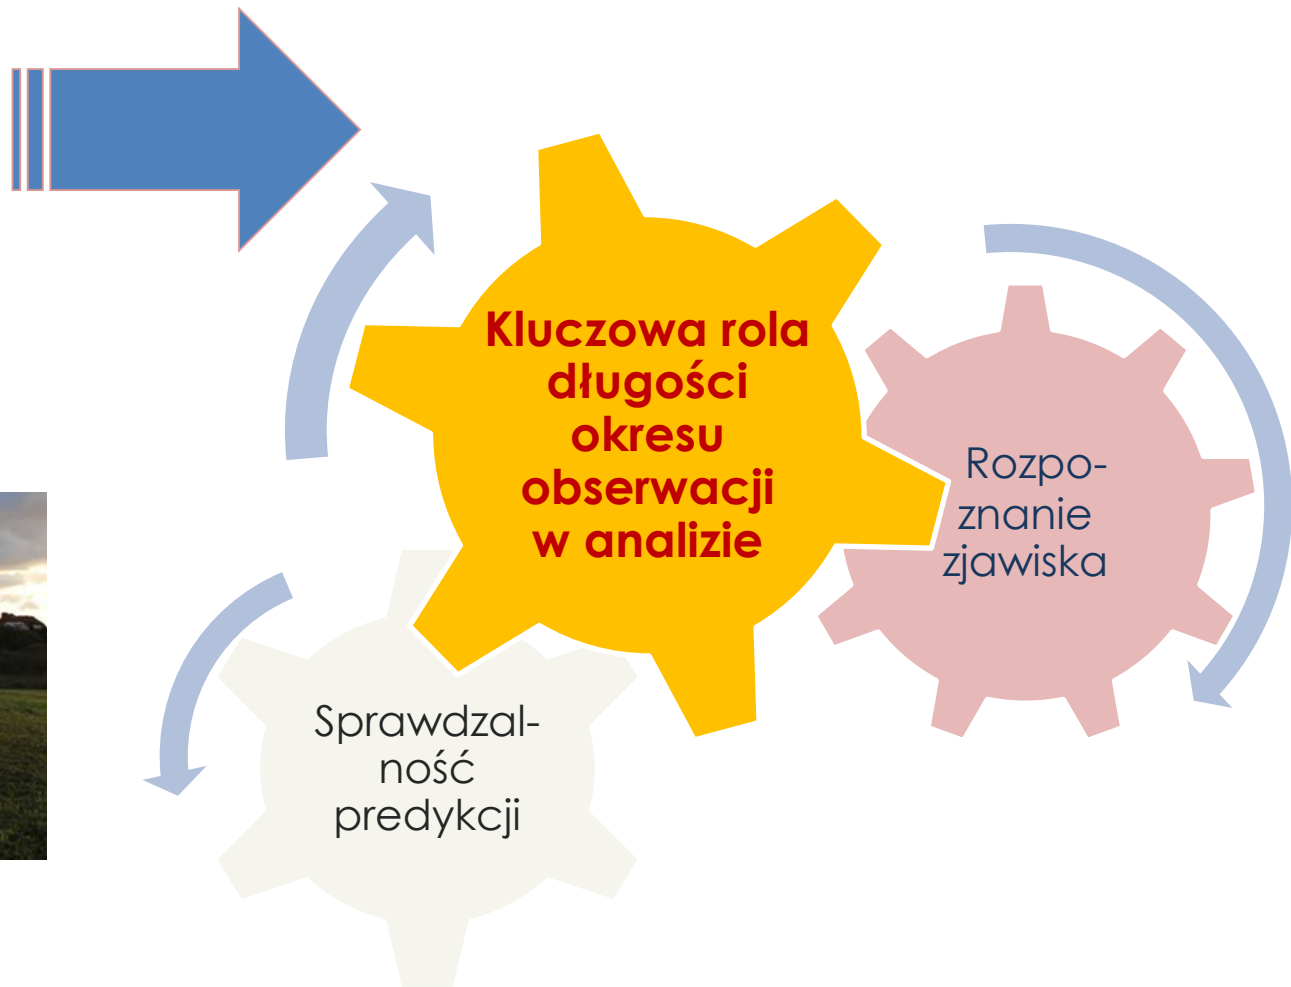 Kluczowa rola
długości
okresu
obserwacji
w analizie
Rozpo-
znanie
zjawiska
Sprawdzal-
ność
predykcji